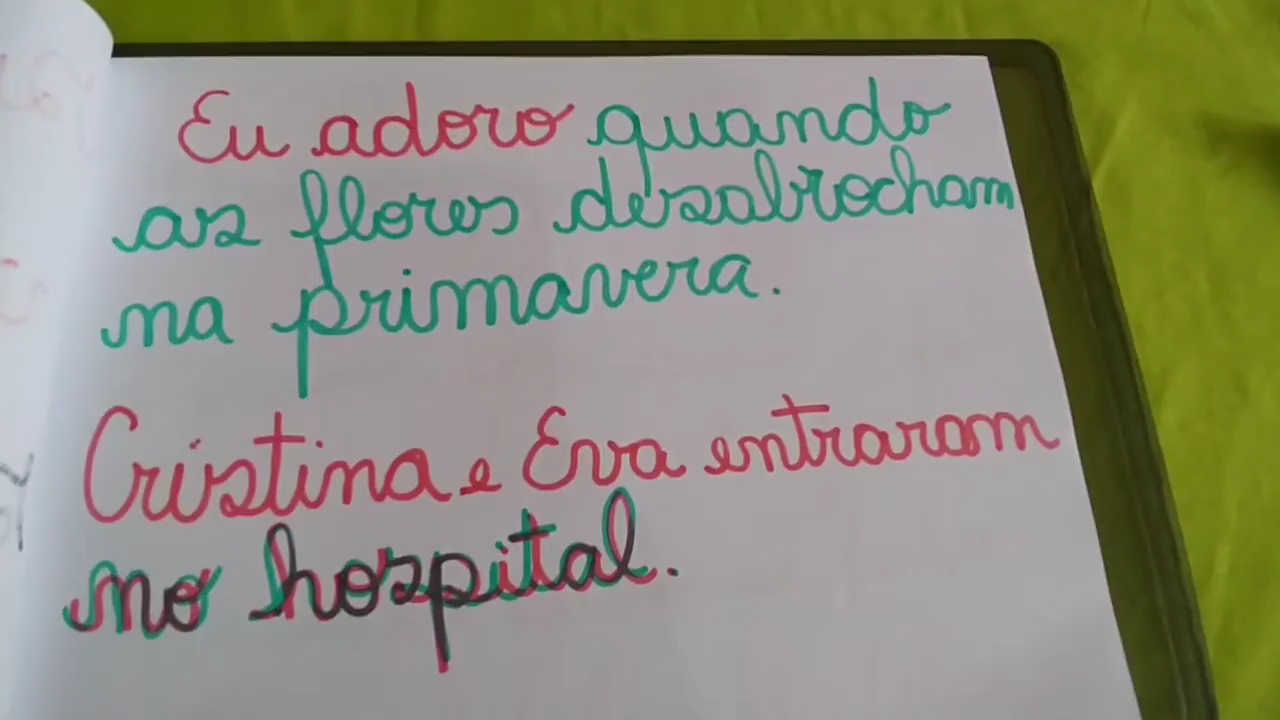 Eu adoro quando
as flores desabrocham
na primavera.
Cristina e Eva entraram
no hospital.